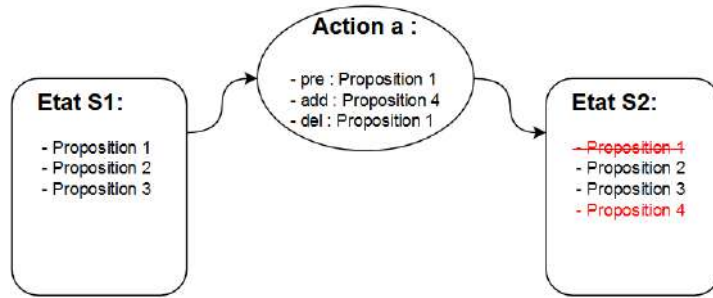 Etat S1:
- Proposition 1
- Proposition 2
- Proposition 3
Action a :
- pre : Proposition 1
- add : Proposition 4
- del : Proposition 1
Etat S2:
- Proposition 1
- Proposition 2
- Proposition 3
- Proposition 4